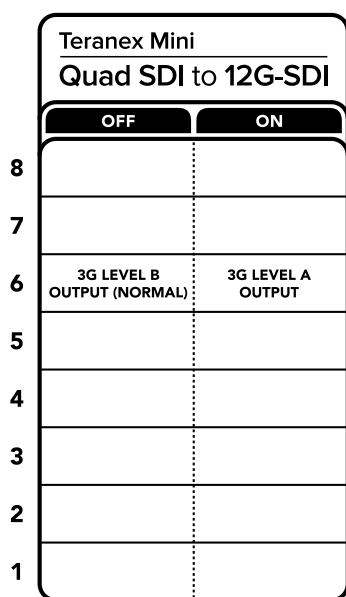 Teranex Mini
Quad SDI to 12G-SDI
OFF ON
8
7
6 3G LEVEL B OUTPUT (NORMAL) 3G LEVEL A OUTPUT
5
4
3
2
1